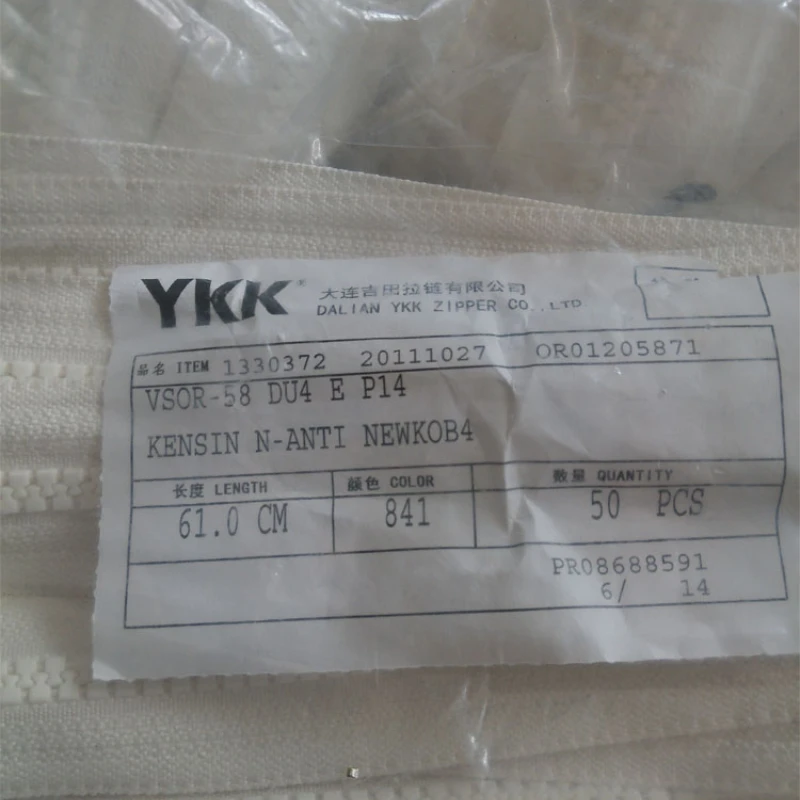 YKK
大连吉田拉链有限公司
DALIAN YKK ZIPPER CO.,LTD
品名 ITEM 1330372 20111027 OR01205871
VSOR-58 DU4 E P14
KENSIN N-ANTI NEWKOB4
长度 LENGTH 颜色 COLOR 数量 QUANTITY
61.0 CM 841 50 PCS
PR08688591
6/ 14